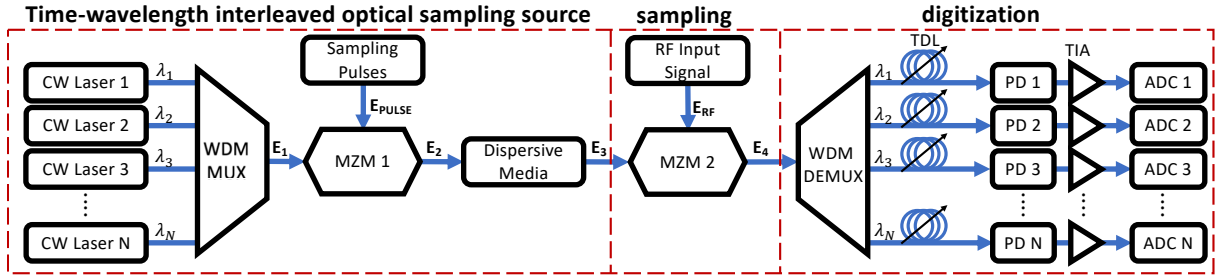 Time-wavelength interleaved optical sampling source
sampling
digitization
CW Laser 1
CW Laser 2
CW Laser 3
CW Laser N
λ1
λ2
λ3
λN
WDM
MUX
E1
Sampling
Pulses
EPULSE
MZM 1
E2
Dispersive
Media
E3
RF Input
Signal
ERF
MZM 2
E4
WDM
DEMUX
TDL
λ1
λ2
λ3
λN
PD 1
PD 2
PD 3
PD N
TIA
ADC 1
ADC 2
ADC 3
ADC N